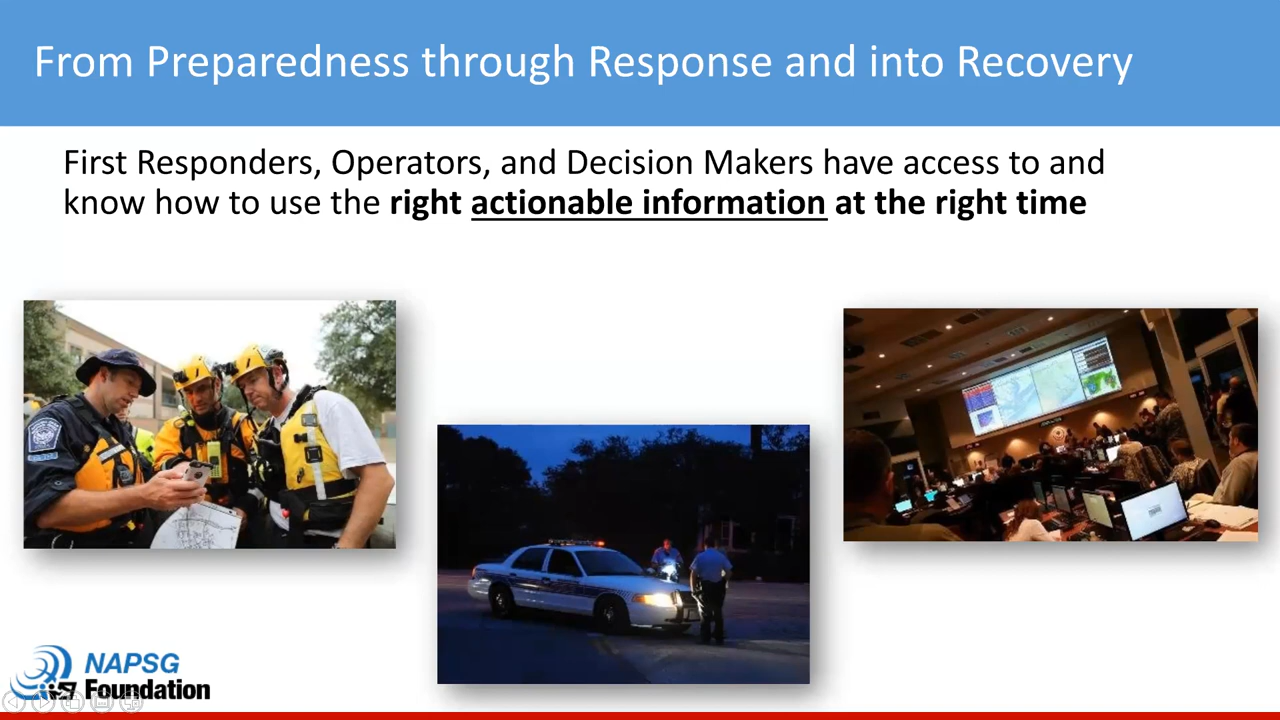 From Preparedness through Response and into Recovery
First Responders, Operators, and Decision Makers have access to and
know how to use the right actionable information at the right time
NAPSG
Foundation